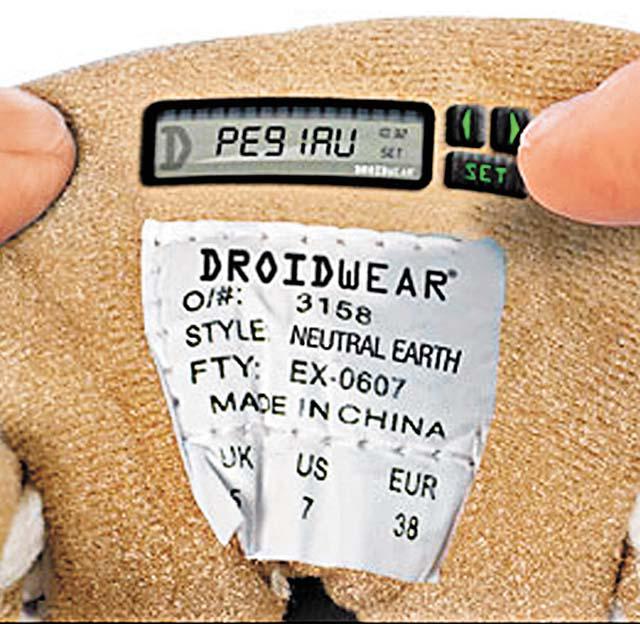 D PE91AU
SET
DROIDWEAR
SET
DROIDWEAR®
O/#: 3158
STYLE: NEUTRAL EARTH
FTY: EX-0607
MADE IN CHINA
UK US EUR
5 7 38